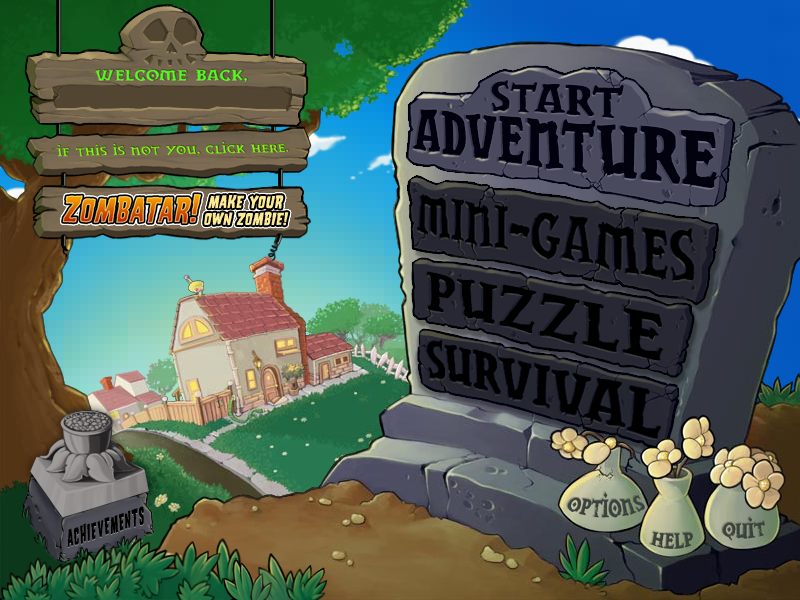 WELCOME BACK,
IF THIS IS NOT YOU, CLICK HERE.
ZOMBATAR! MAKE YOUR
OWN ZOMBIE!
START
ADVENTURE
MINI-GAMES
PUZZLE
SURVIVAL
ACHIEVEMENTS
OPTIONS
HELP
QUIT